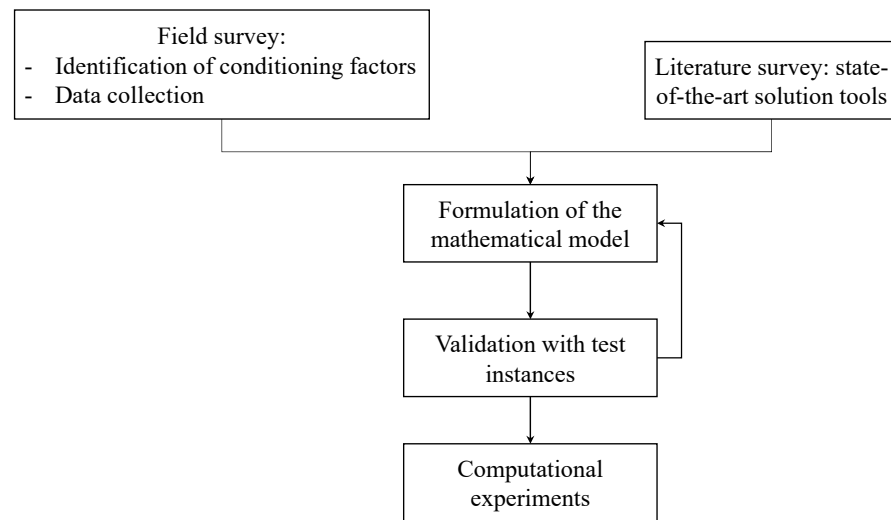 Field survey:
- Identification of conditioning factors
- Data collection
Literature survey: state-
of-the-art solution tools
Formulation of the
mathematical model
Validation with test
instances
Computational
experiments